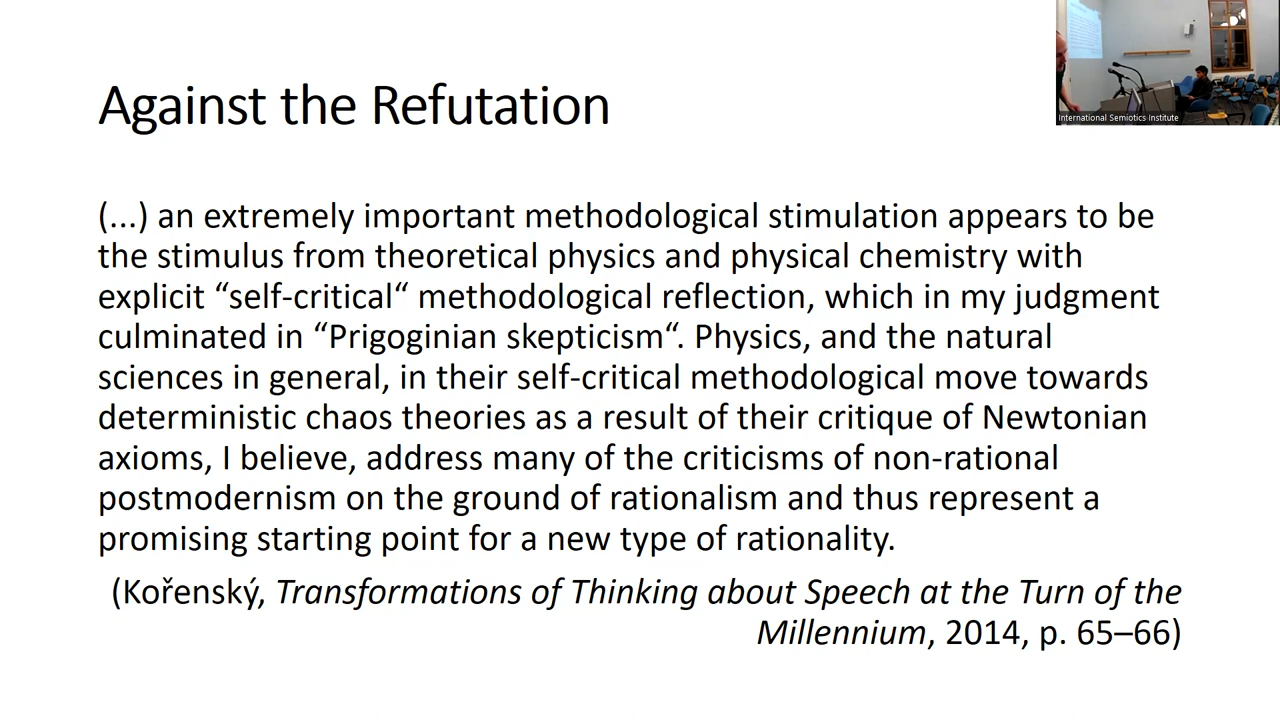 Against the Refutation
International Semiotics Institute
(...) an extremely important methodological stimulation appears to be
the stimulus from theoretical physics and physical chemistry with
explicit “self-critical“ methodological reflection, which in my judgment
culminated in “Prigoginian skepticism“. Physics, and the natural
sciences in general, in their self-critical methodological move towards
deterministic chaos theories as a result of their critique of Newtonian
axioms, I believe, address many of the criticisms of non-rational
postmodernism on the ground of rationalism and thus represent a
promising starting point for a new type of rationality.
(Kořenský, Transformations of Thinking about Speech at the Turn of the
Millennium, 2014, p. 65–66)